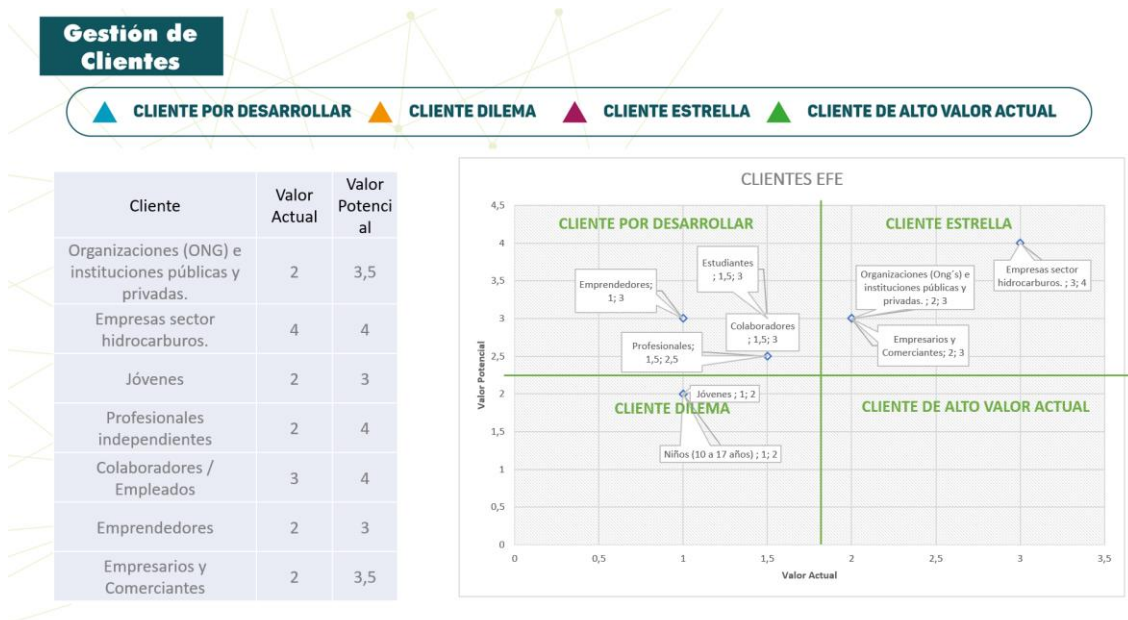 Gestión de
Clientes
CLIENTE POR DESARROLLAR CLIENTE DILEMA CLIENTE ESTRELLA CLIENTE DE ALTO VALOR ACTUAL
Cliente
Valor
Actual
Valor
Potenci
al
Organizaciones (ONG) e
instituciones públicas y
privadas.
2
3,5
Empresas sector
hidrocarburos.
4
4
Jóvenes
2
3
Profesionales
independientes
2
4
Colaboradores /
Empleados
3
4
Emprendedores
2
3
Empresarios y
Comerciantes
2
3,5
CLIENTES EFE
CLIENTE POR DESARROLLAR
CLIENTE ESTRELLA
Estudiantes
; 1,5; 3
Emprendedores;
1; 3
Colaboradores
; 1,5; 3
Profesionales;
1,5; 2,5
Organizaciones (Ong´s) e
instituciones públicas y
privadas. ; 2; 3
Empresas sector
hidrocarburos. ; 3; 4
Empresarios y
Comerciantes; 2; 3
Jóvenes ; 1; 2
CLIENTE DILEMA
CLIENTE DE ALTO VALOR ACTUAL
Niños (10 a 17 años) ; 1; 2
Valor Potencial
4,5
4
3,5
3
2,5
2
1,5
1
0,5
0
0 0,5 1 1,5 2 2,5 3 3,5
Valor Actual